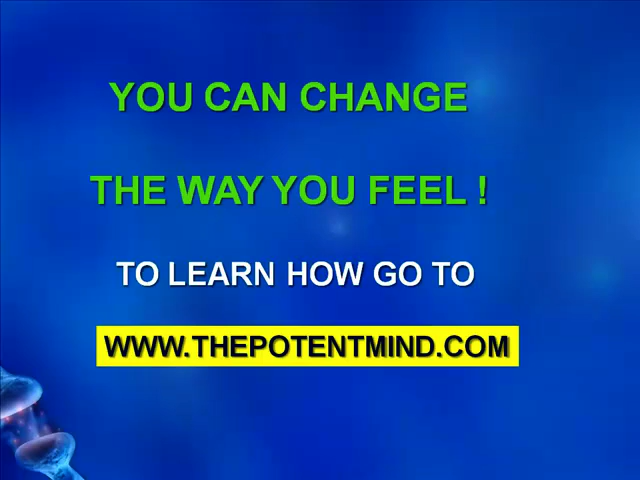 YOU CAN CHANGE
THE WAY YOU FEEL !
TO LEARN HOW GO TO
WWW.THEPOTENTMIND.COM